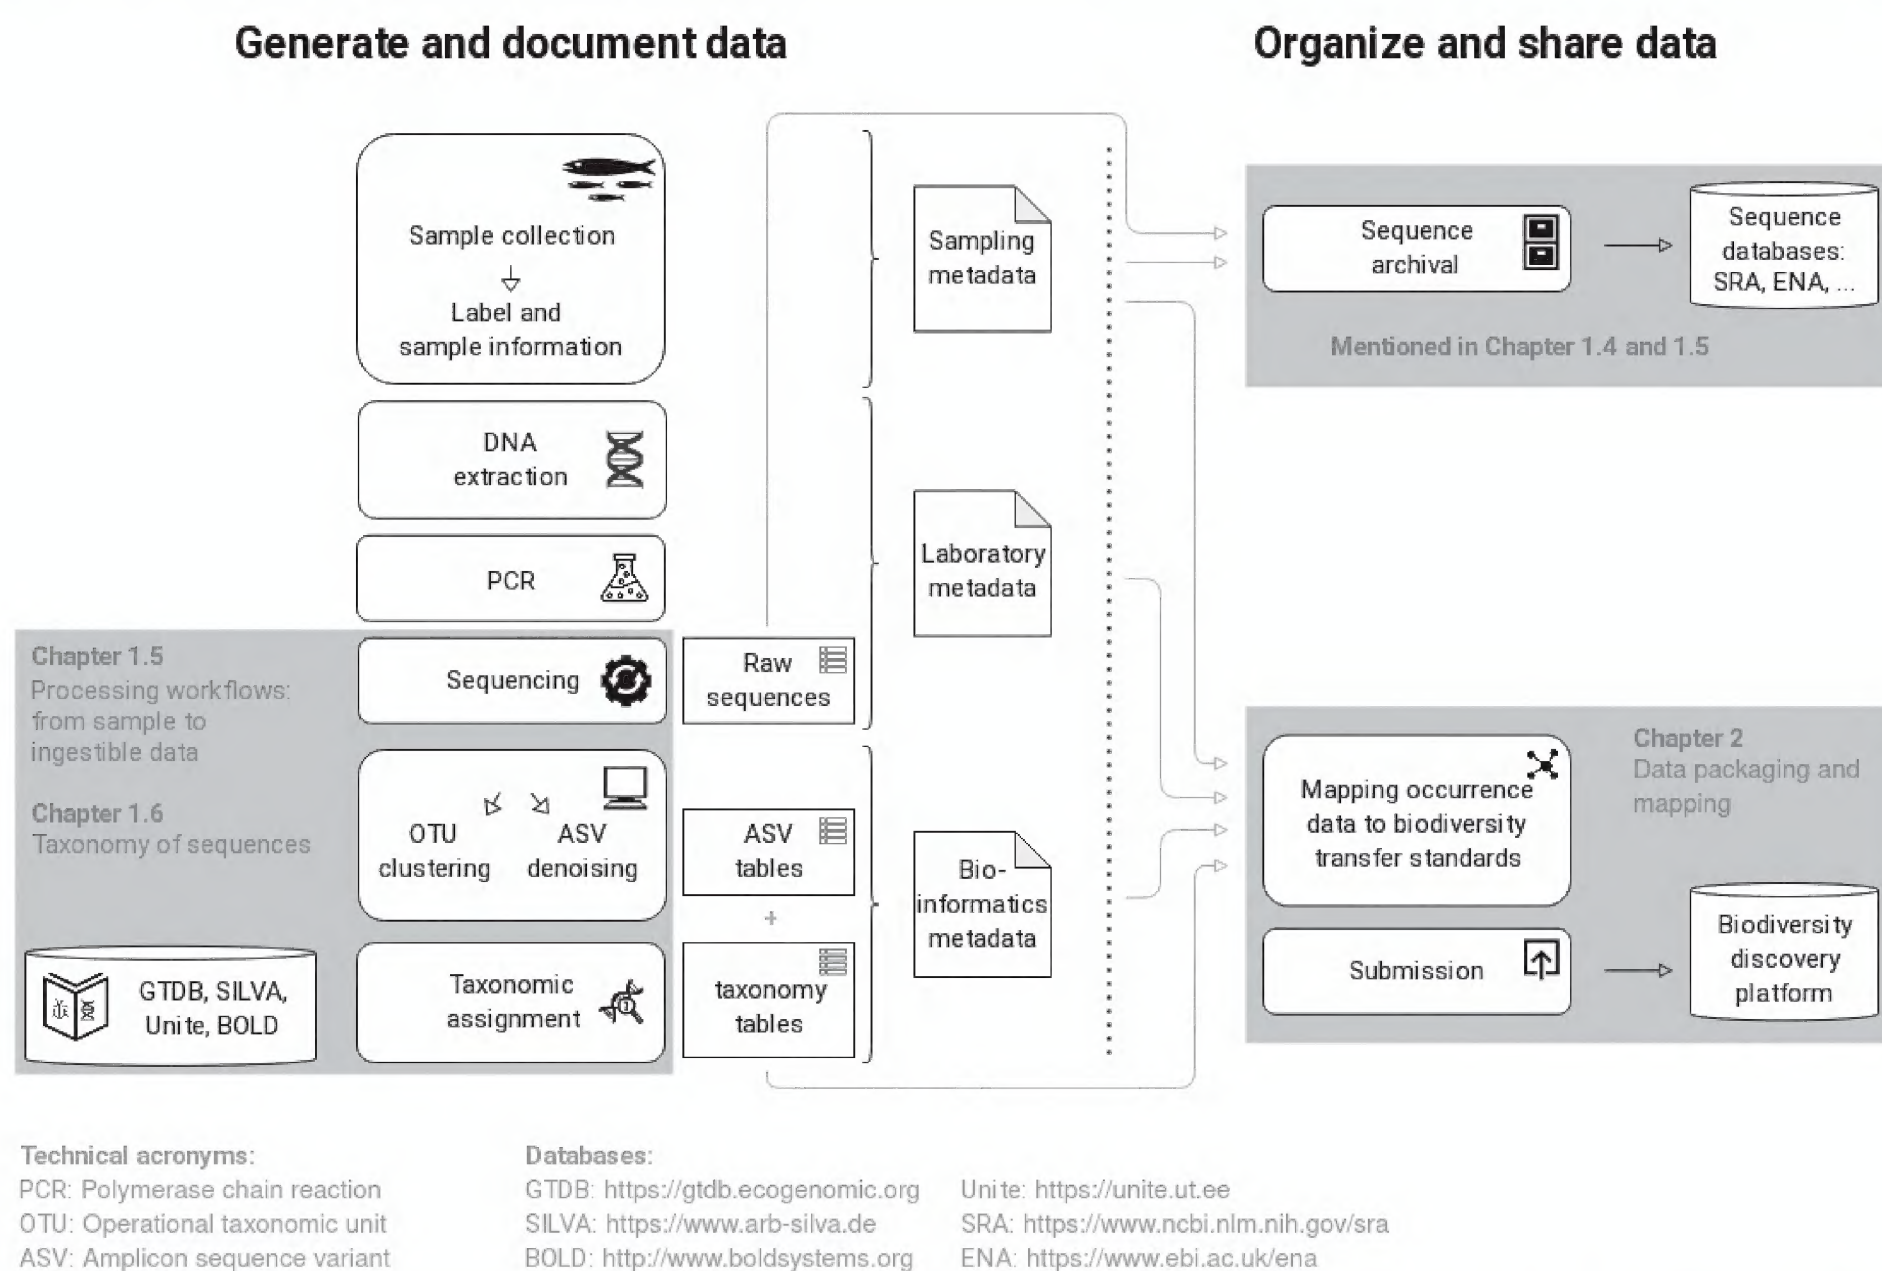 Generate and document data
Organize and share data
Sample collection
Label and
sample information
DNA
extraction
PCR
Sequencing
OTU
clustering
ASV
denoising
Taxonomic
assignment
Chapter 1.5
Processing workflows:
from sample to
ingestible data
Chapter 1.6
Taxonomy of sequences
GTDB, SILVA,
Unite, BOLD
Raw
sequences
ASV
tables
+
taxonomy
tables
Sampling
metadata
Laboratory
metadata
Bio-
informatics
metadata
Sequence
archival
Sequence
databases:
SRA, ENA, ...
Mentioned in Chapter 1.4 and 1.5
Mapping occurrence
data to biodiversity
transfer standards
Chapter 2
Data packaging and
mapping
Submission
Biodiversity
discovery
platform
Technical acronyms:
PCR: Polymerase chain reaction
OTU: Operational taxonomic unit
ASV: Amplicon sequence variant
Databases:
GTDB: https://gtdb.ecogenomic.org
SILVA: https://www.arb-silva.de
BOLD: http://www.boldsystems.org
Unite: https://unite.ut.ee
SRA: https://www.ncbi.nlm.nih.gov/sra
ENA: https://www.ebi.ac.uk/ena